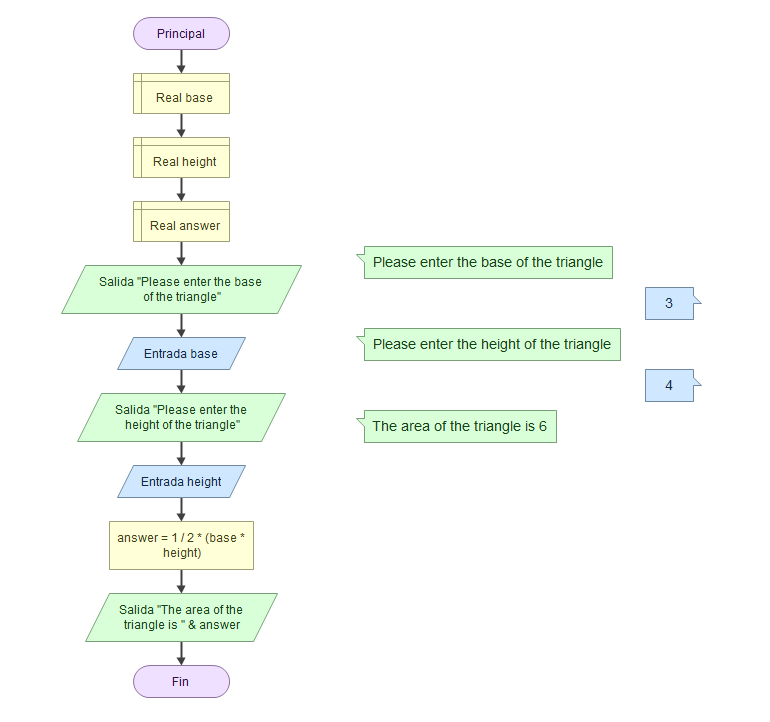 Principal
Real base
Real height
Real answer
Salida "Please enter the base
of the triangle"
Entrada base
Salida "Please enter the
height of the triangle"
Entrada height
answer = 1 / 2 * (base *
height)
Salida "The area of the
triangle is " & answer
Fin
Please enter the base of the triangle
3
Please enter the height of the triangle
4
The area of the triangle is 6